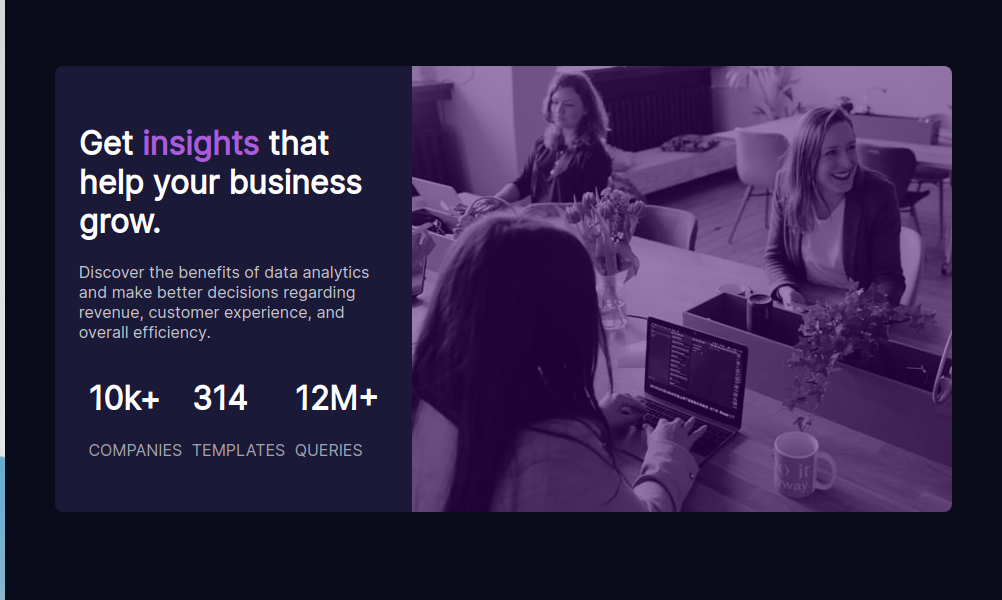 Get insights that
help your business
grow.
Discover the benefits of data analytics
and make better decisions regarding
revenue, customer experience, and
overall efficiency.
10k+ 314 12M+
COMPANIES TEMPLATES QUERIES